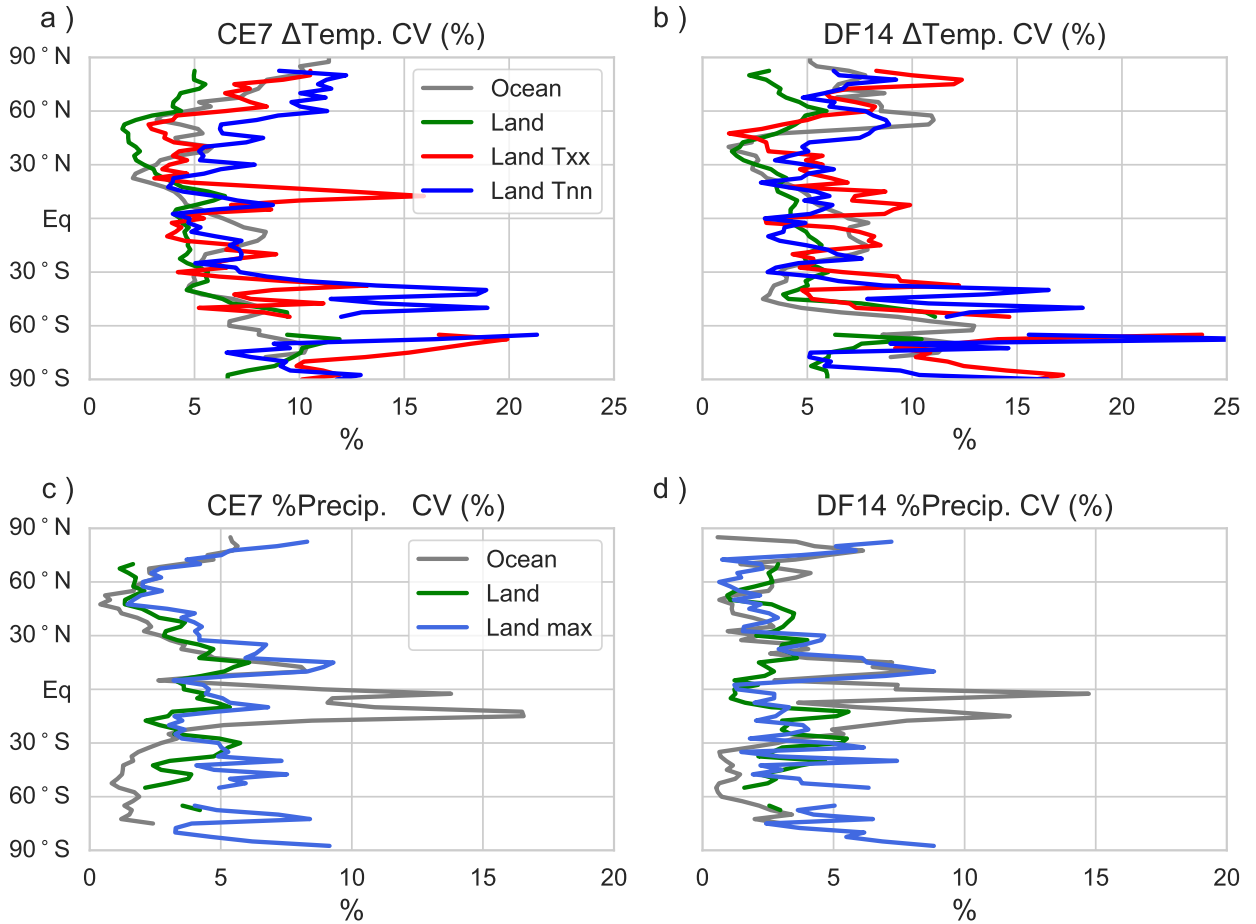 a )
CE7 ΔTemp. CV (%)
90°N
60°N
30°N
Eq
30°S
60°S
90°S
Ocean
Land
Land Txx
Land Tnn
0 5 10 15 20 25
%
b )
DF14 ΔTemp. CV (%)
0 5 10 15 20 25
%
c )
CE7 %Precip. CV (%)
90°N
60°N
30°N
Eq
30°S
60°S
90°S
Ocean
Land
Land max
0 5 10 15 20
%
d )
DF14 %Precip. CV (%)
0 5 10 15 20
%